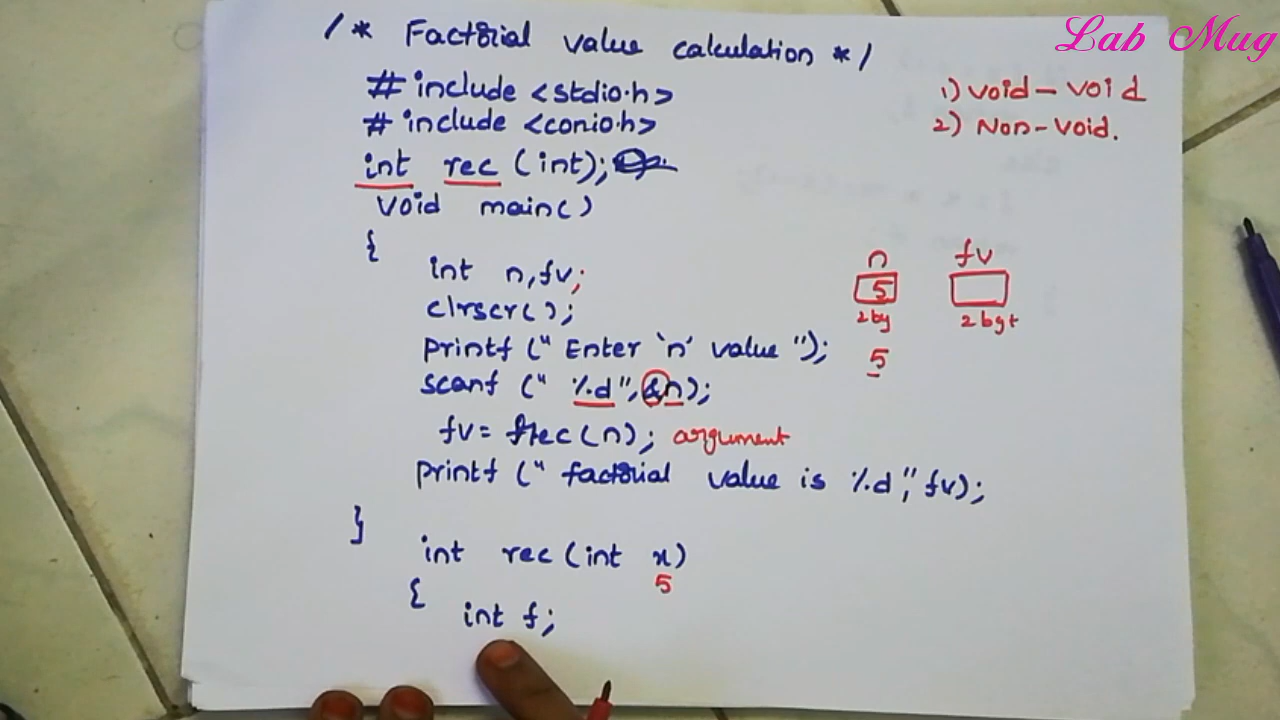 Lab Mug
/* Factorial value calculation */
# include <stdio.h>
# include <conio.h>
int rec (int);
void main()
{
int n,fv;
clrscr();
printf (" Enter 'n' value ");
scanf (" %d",&n);
fv= rec(n); argument
printf (" factorial value is %d", fv);
}
int rec (int x)
5
{
int f;
1) void – void
2) Non-void.
n fv
5
2by 2byt
5